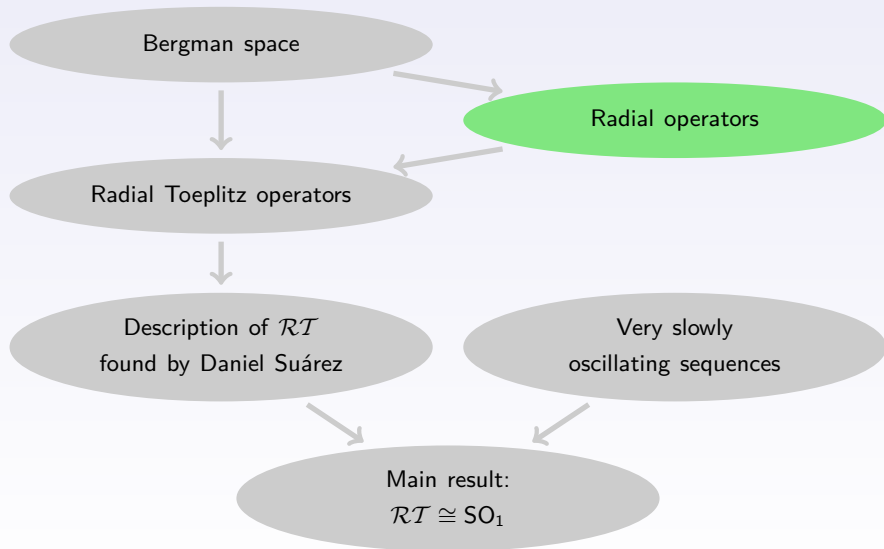 Bergman space
Radial operators
Radial Toeplitz operators
Description of 𝓡𝓣
found by Daniel Suárez
Very slowly
oscillating sequences
Main result:
𝓡𝓣 ≅ SO₁